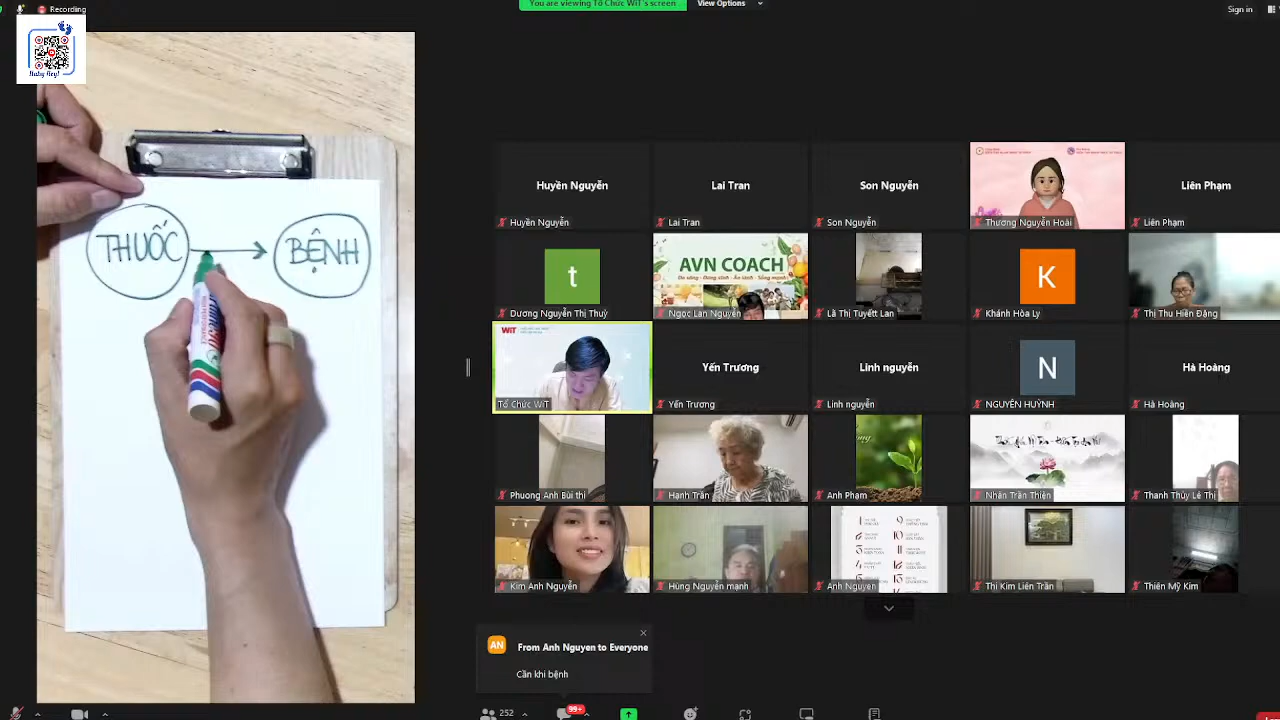 Recording
You are viewing Tổ Chức WiT's screen
View Options
Sign in
Baby Hey!
THUỐC
BỆNH
Huyền Nguyễn
Huyền Nguyễn
Lai Tran
Lai Tran
Son Nguyễn
Son Nguyễn
Thương Nguyễn Hoài
Liên Phạm
Liên Phạm
t
Dương Nguyễn Thị Thuỳ
AVN COACH
Ngọc Lan Nguyễn
Lã Thị Tuyết Lan
K
Khánh Hòa Ly
Thị Thu Hiền Đặng
WiT
Tổ Chức WiT
Yến Trương
Yến Trương
Linh nguyễn
Linh nguyễn
N
NGUYÊN HUỲNH
Hà Hoàng
Hà Hoàng
Phuong Anh Bùi thị
Hạnh Trần
Anh Phạm
Nhân Trần Thiện
Thanh Thủy Lê Thị
Kim Anh Nguyễn
Hùng Nguyễn mạnh
Anh Nguyen
Thi Kim Liên Trần
Thiên Mỹ Kim
AN
From Anh Nguyen to Everyone
Cần khi bệnh
252
99+